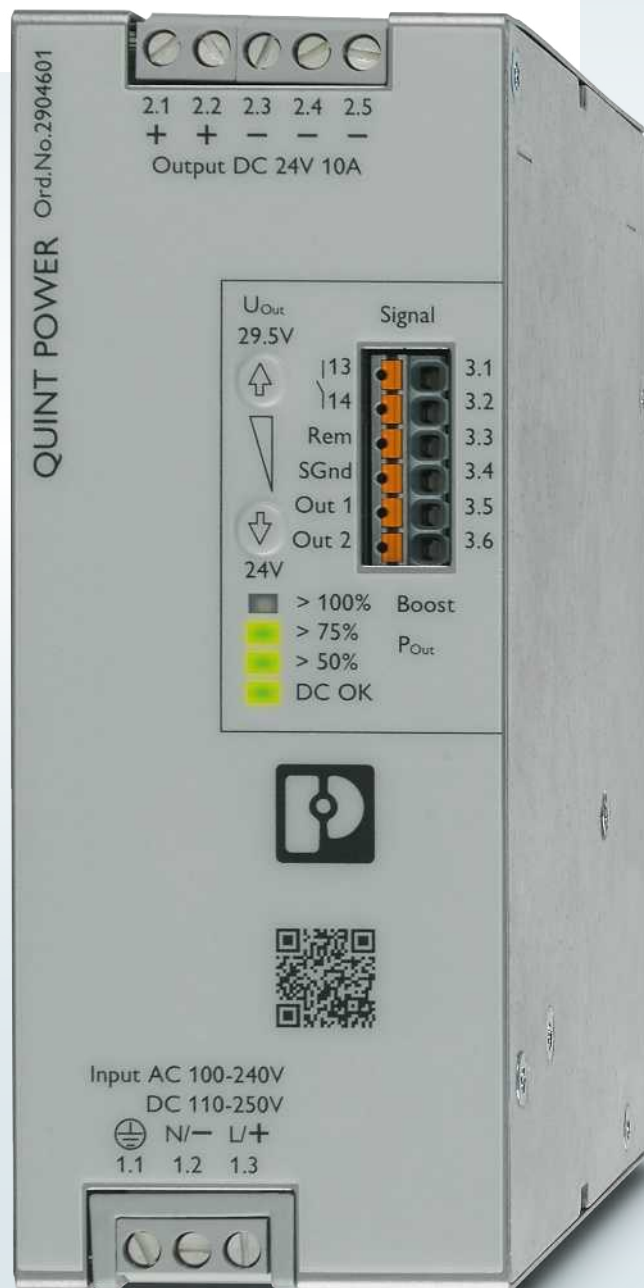 2.1 2.2 2.3 2.4 2.5
+ + – – –
Output DC 24V 10A
QUINT POWER Ord.No.2904601
UOut
29.5V
Signal
13 3.1
14 3.2
Rem 3.3
SGnd 3.4
Out 1 3.5
Out 2 3.6
24V
> 100% Boost
> 75%
POut
> 50%
DC OK
Input AC 100-240V
DC 110-250V
N/– L/+
1.1 1.2 1.3